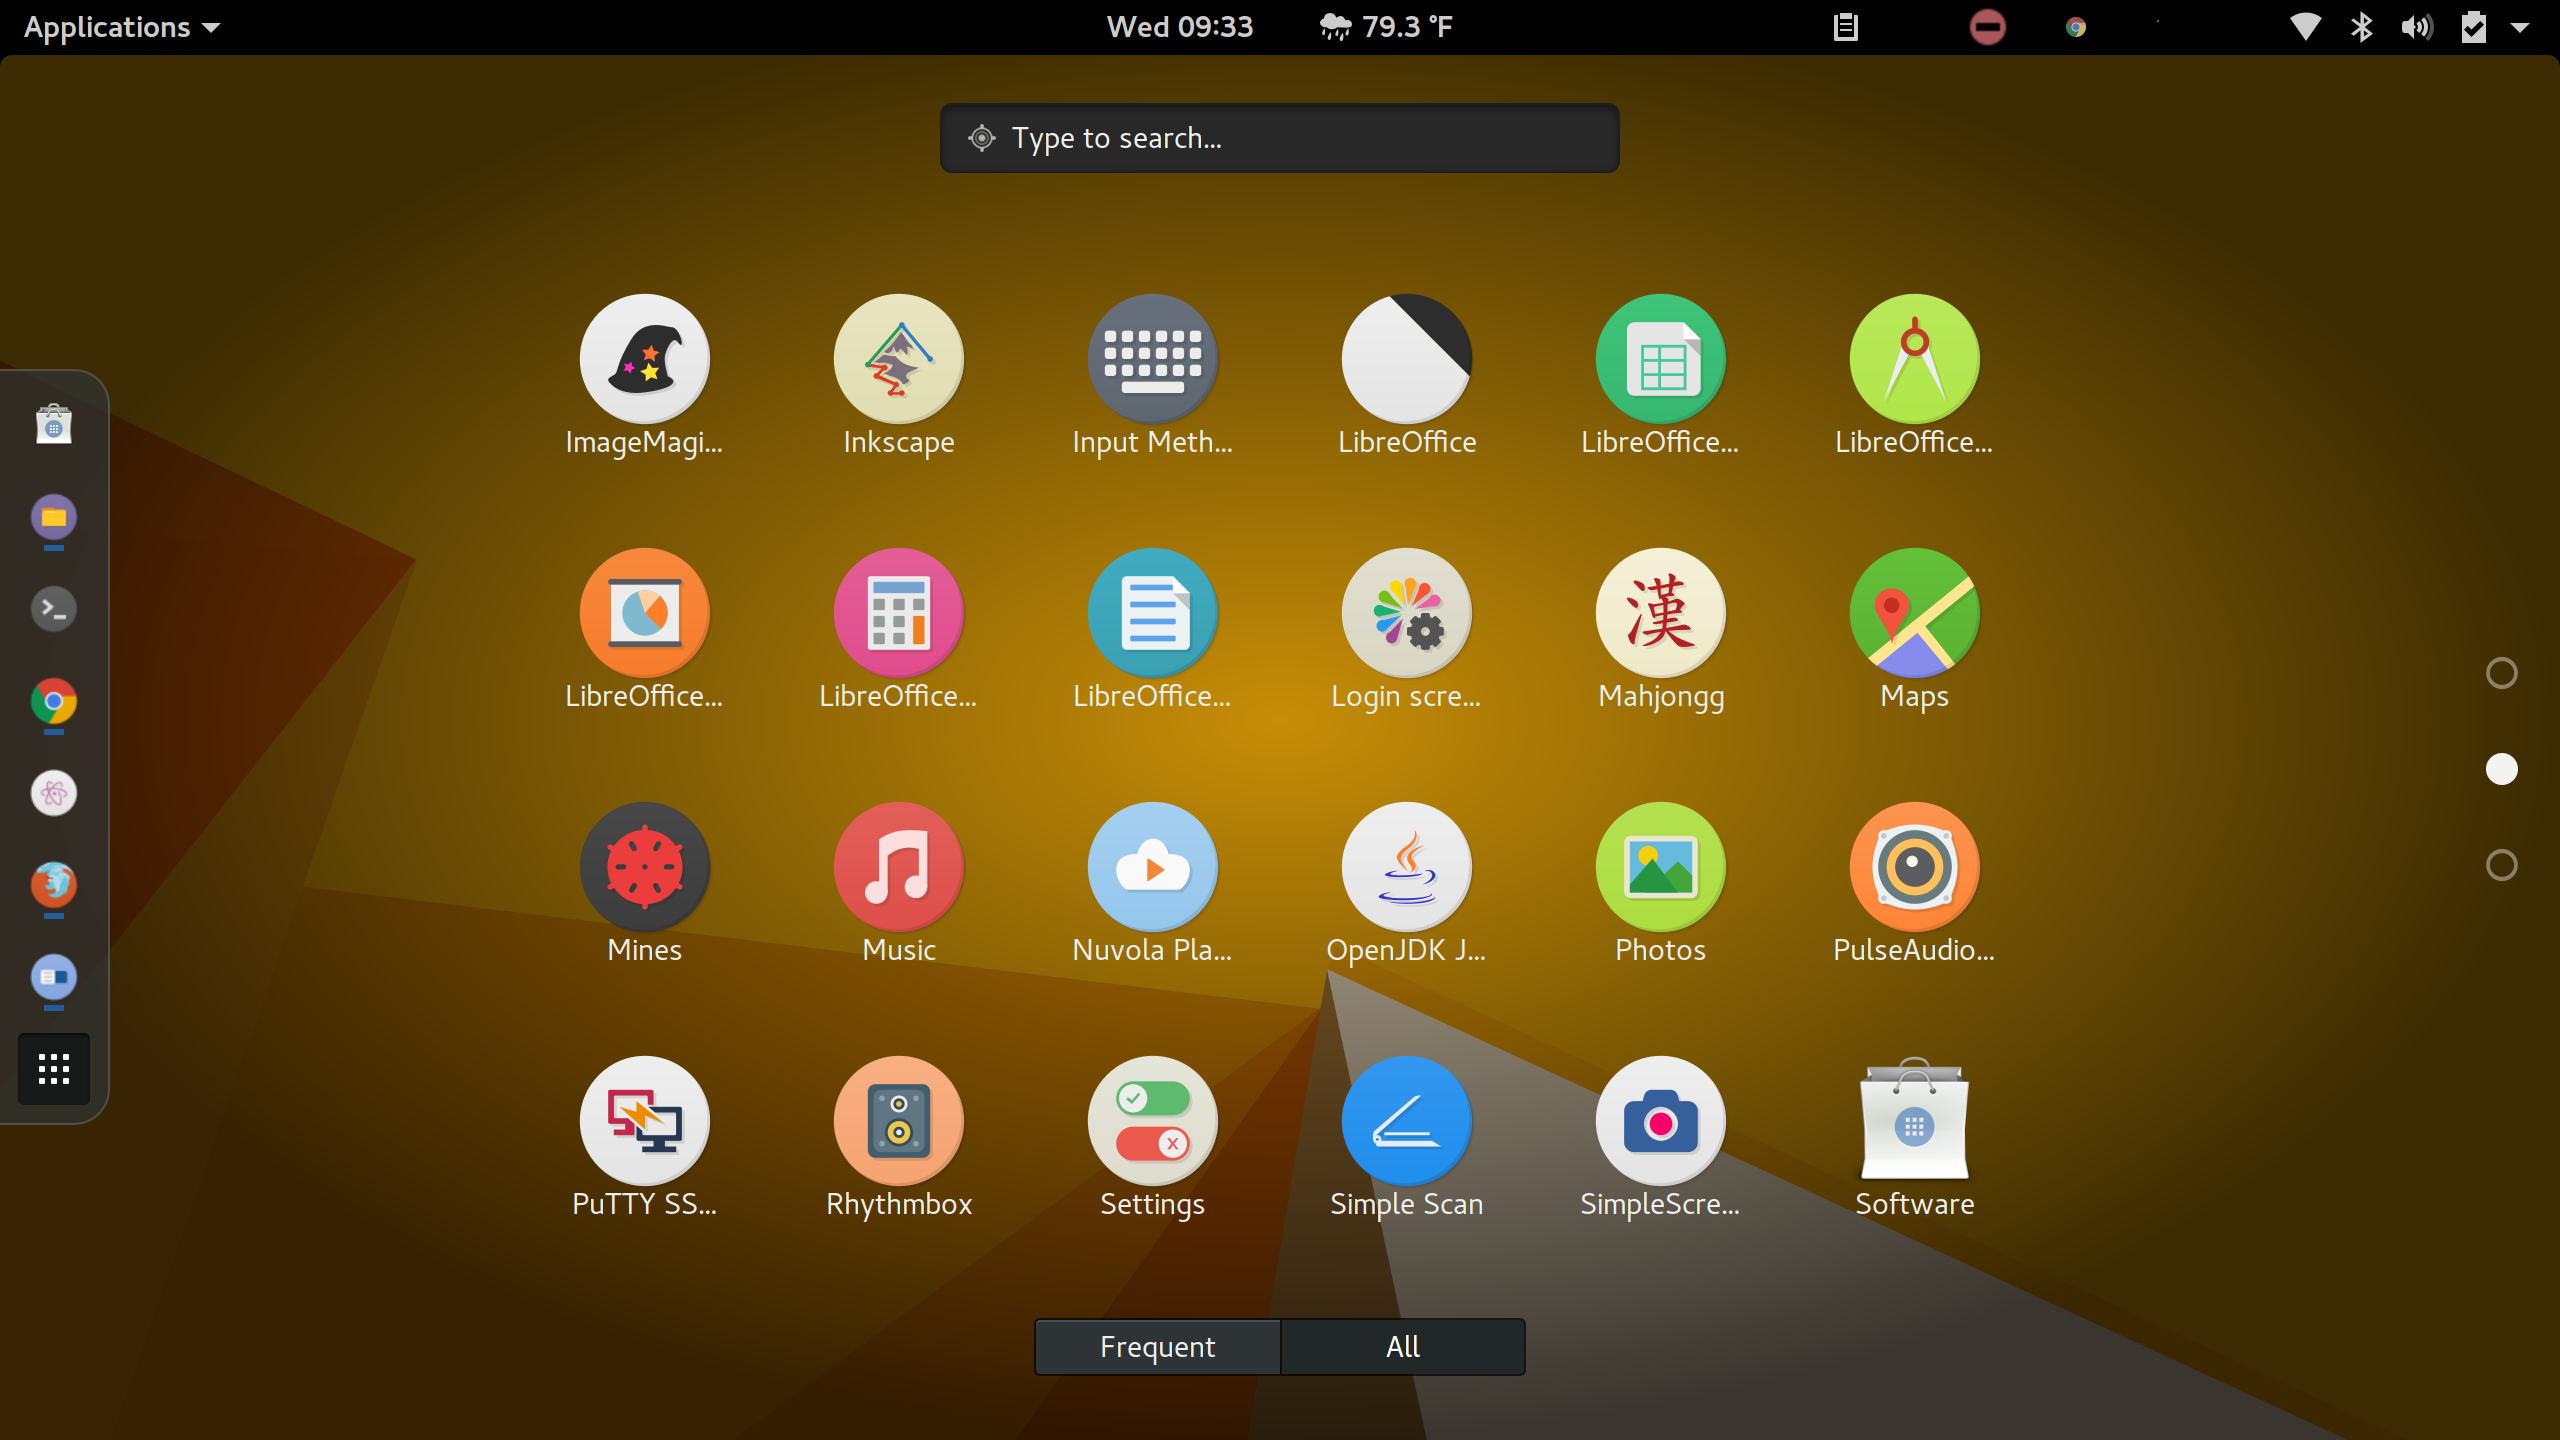 Applications
Wed 09:33
79.3 °F
Type to search...
ImageMagi...
Inkscape
Input Meth...
LibreOffice
LibreOffice...
LibreOffice...
漢
LibreOffice...
LibreOffice...
LibreOffice...
Login scre...
Mahjongg
Maps
Mines
Music
Nuvola Pla...
OpenJDK J...
Photos
PulseAudio...
PuTTY SS...
Rhythmbox
Settings
Simple Scan
SimpleScre...
Software
Frequent
All